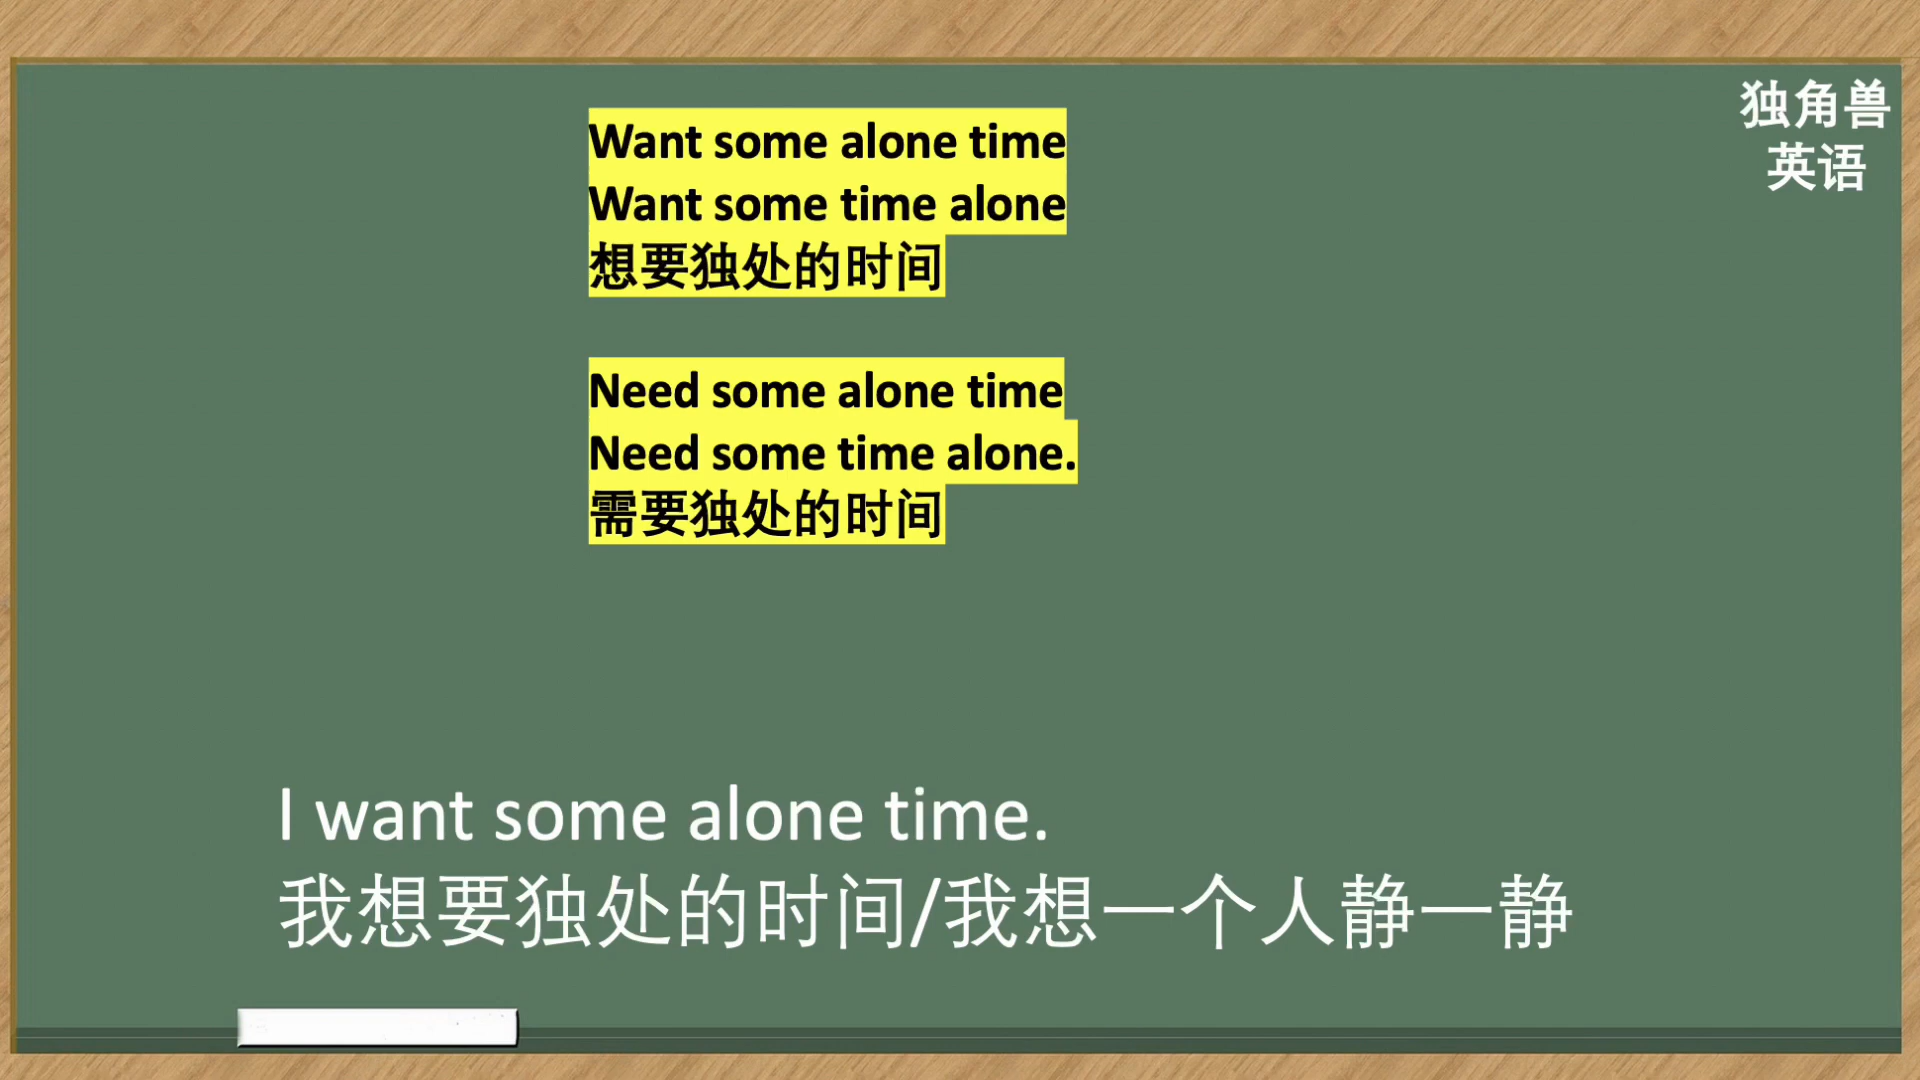 独角兽
英语
Want some alone time
Want some time alone
想要独处的时间
Need some alone time
Need some time alone.
需要独处的时间
I want some alone time.
我想要独处的时间/我想一个人静一静